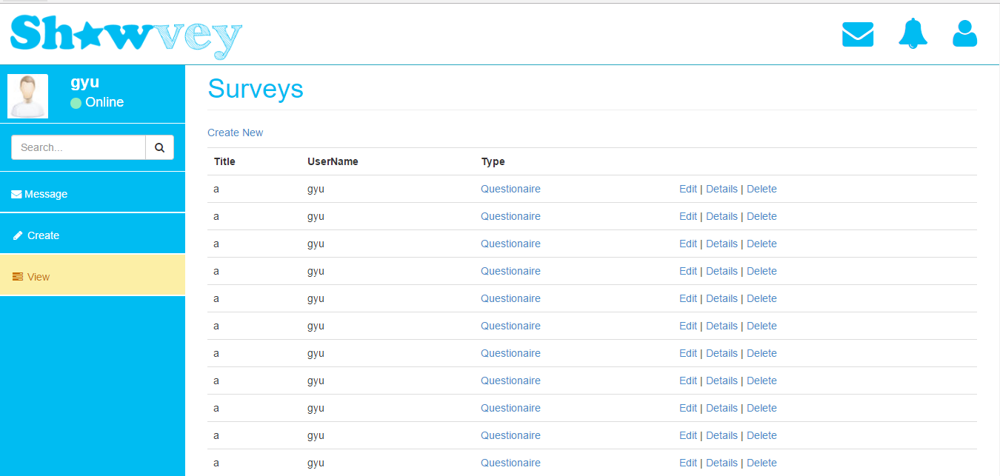 Showvey
gyu
Online
Search...
Message
Create
View
Surveys
Create New
Title UserName Type
a gyu Questionaire Edit | Details | Delete
a gyu Questionaire Edit | Details | Delete
a gyu Questionaire Edit | Details | Delete
a gyu Questionaire Edit | Details | Delete
a gyu Questionaire Edit | Details | Delete
a gyu Questionaire Edit | Details | Delete
a gyu Questionaire Edit | Details | Delete
a gyu Questionaire Edit | Details | Delete
a gyu Questionaire Edit | Details | Delete
a gyu Questionaire Edit | Details | Delete
a gyu Questionaire Edit | Details | Delete